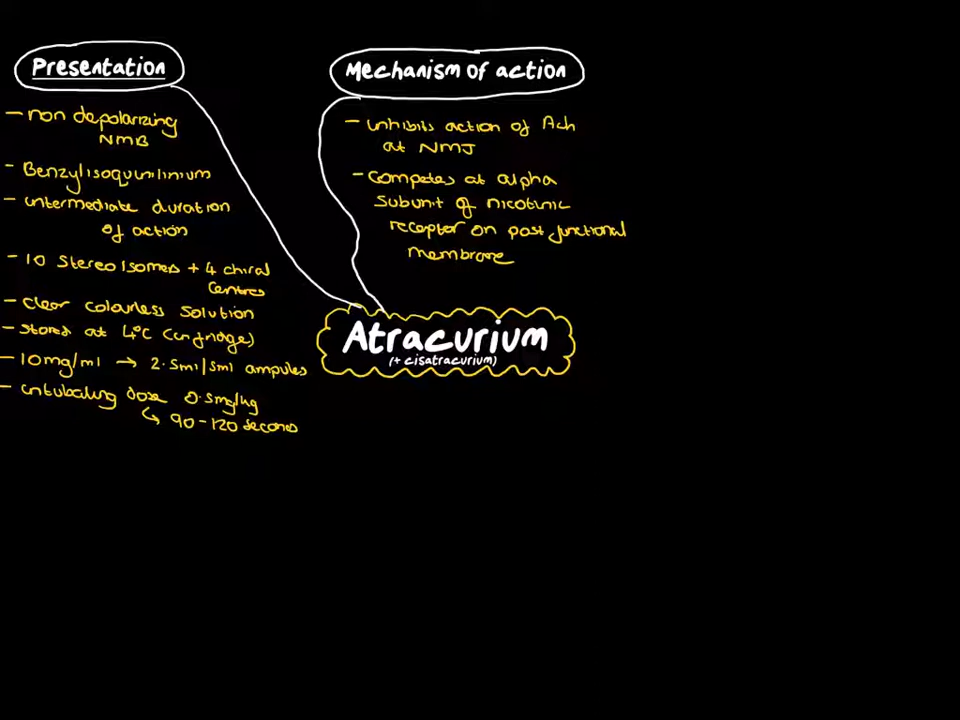 Presentation
- non depolarizing
NMB
- Benzylisoquinilinium
- intermediate duration
of action
- 10 Stereoisomers + 4 chiral
Centres
- Clear colourless solution
- Stored at 4°C (in fridge)
- 10mg/ml → 2.5ml/5ml ampules
- intubating dose 0.5mg/kg
↳ 90-120 seconds
Mechanism of action
- inhibits action of Ach
at NMJ
- Competes at alpha
Subunit of nicotinic
receptor on post junctional
membrane
Atracurium
(+ cisatracurium)